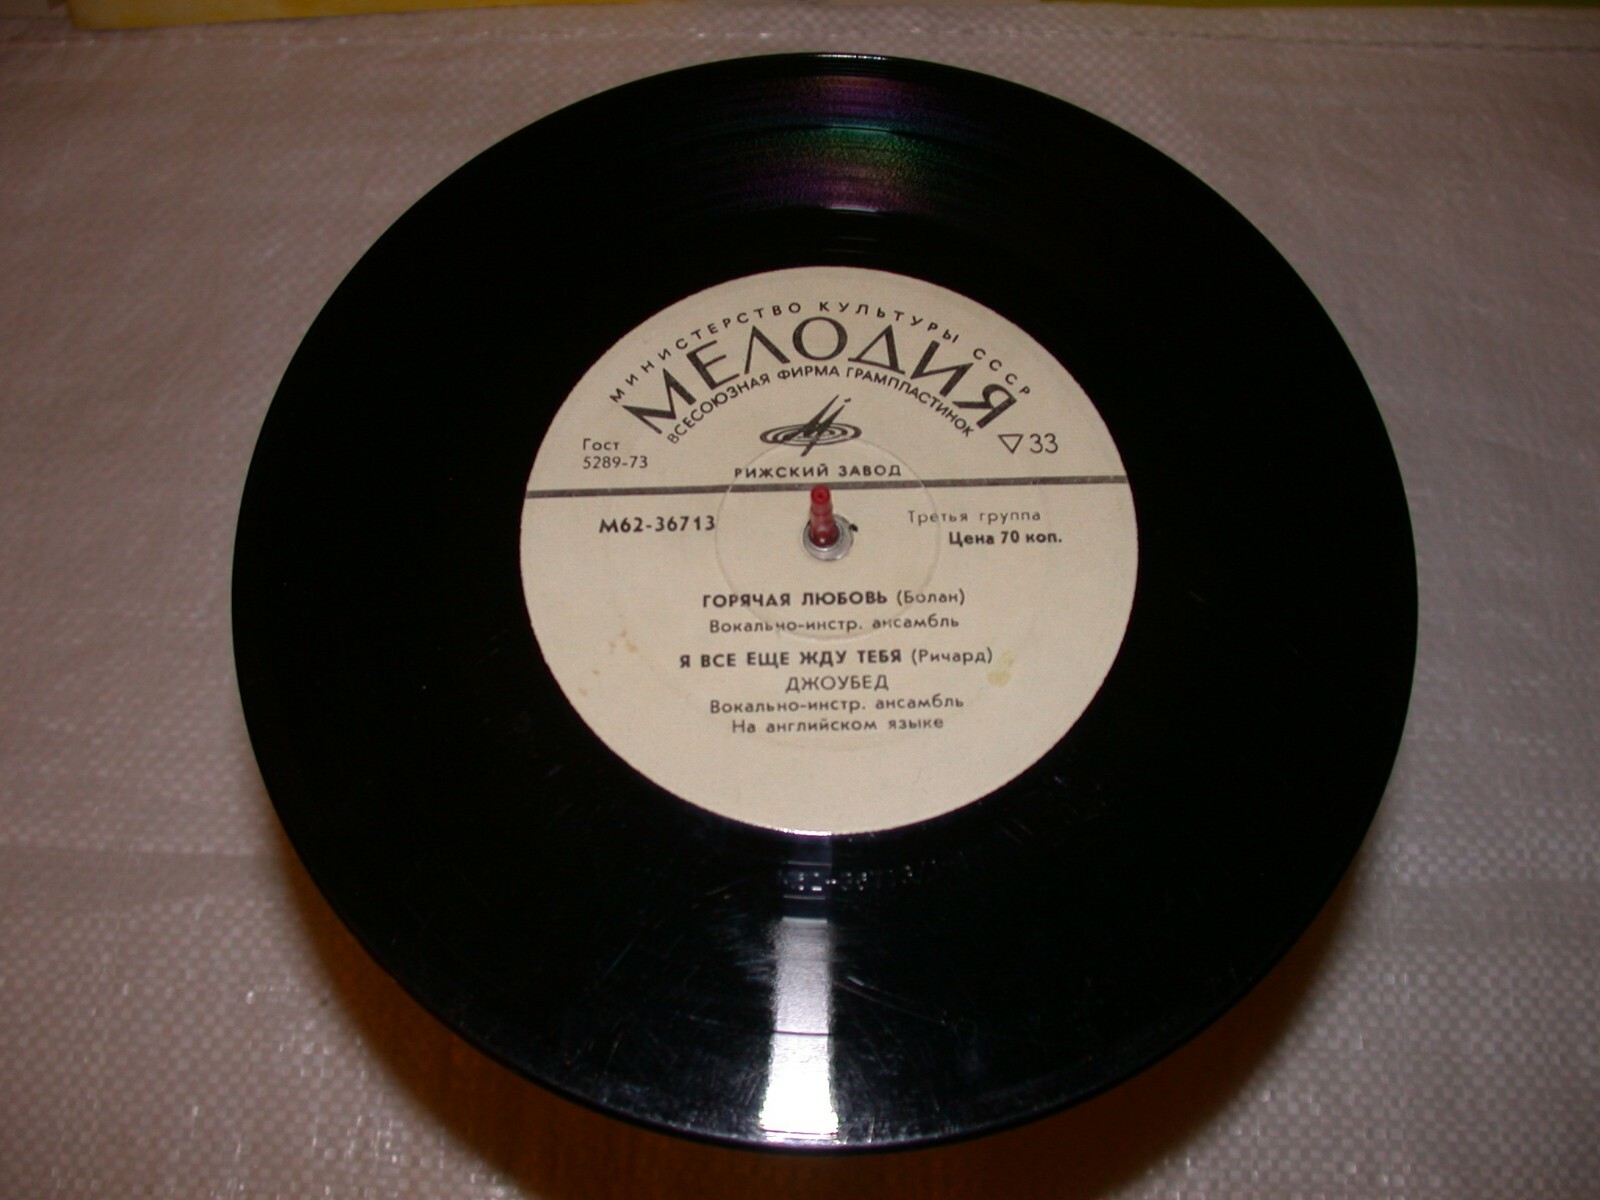 МИНИСТЕРСТВО КУЛЬТУРЫ СССР
МЕЛОДИЯ
ВСЕСОЮЗНАЯ ФИРМА ГРАМПЛАСТИНОК
Гост
5289-73
33
РИЖСКИЙ ЗАВОД
М62-36713
Третья группа
Цена 70 коп.
ГОРЯЧАЯ ЛЮБОВЬ (Болан)
Вокально-инстр. ансамбль
Я ВСЕ ЕЩЕ ЖДУ ТЕБЯ (Ричард)
ДЖОУБЕД
Вокально-инстр. ансамбль
На английском языке